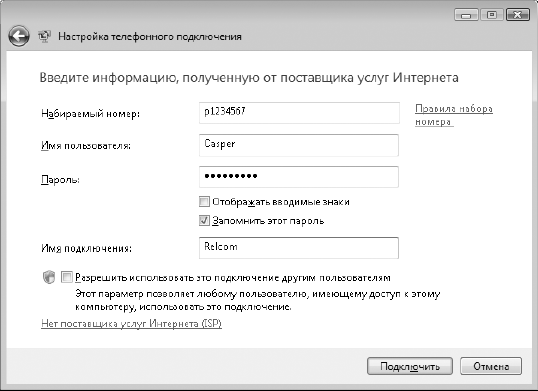 Настройка телефонного подключения
Введите информацию, полученную от поставщика услуг Интернета
Набираемый номер:
p1234567
Правила набора
номера
Имя пользователя:
Casper
Пароль:
•••••••••
Отображать вводимые знаки
Запомнить этот пароль
Имя подключения:
Relcom
Разрешить использовать это подключение другим пользователям
Этот параметр позволяет любому пользователю, имеющему доступ к этому
компьютеру, использовать это подключение.
Нет поставщика услуг Интернета (ISP)
Подключить
Отмена